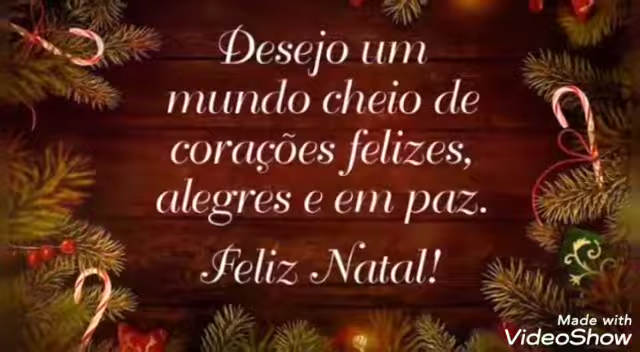 Desejo um
mundo cheio de
corações felizes,
alegres e em paz.
Feliz Natal!
Made with
VideoShow